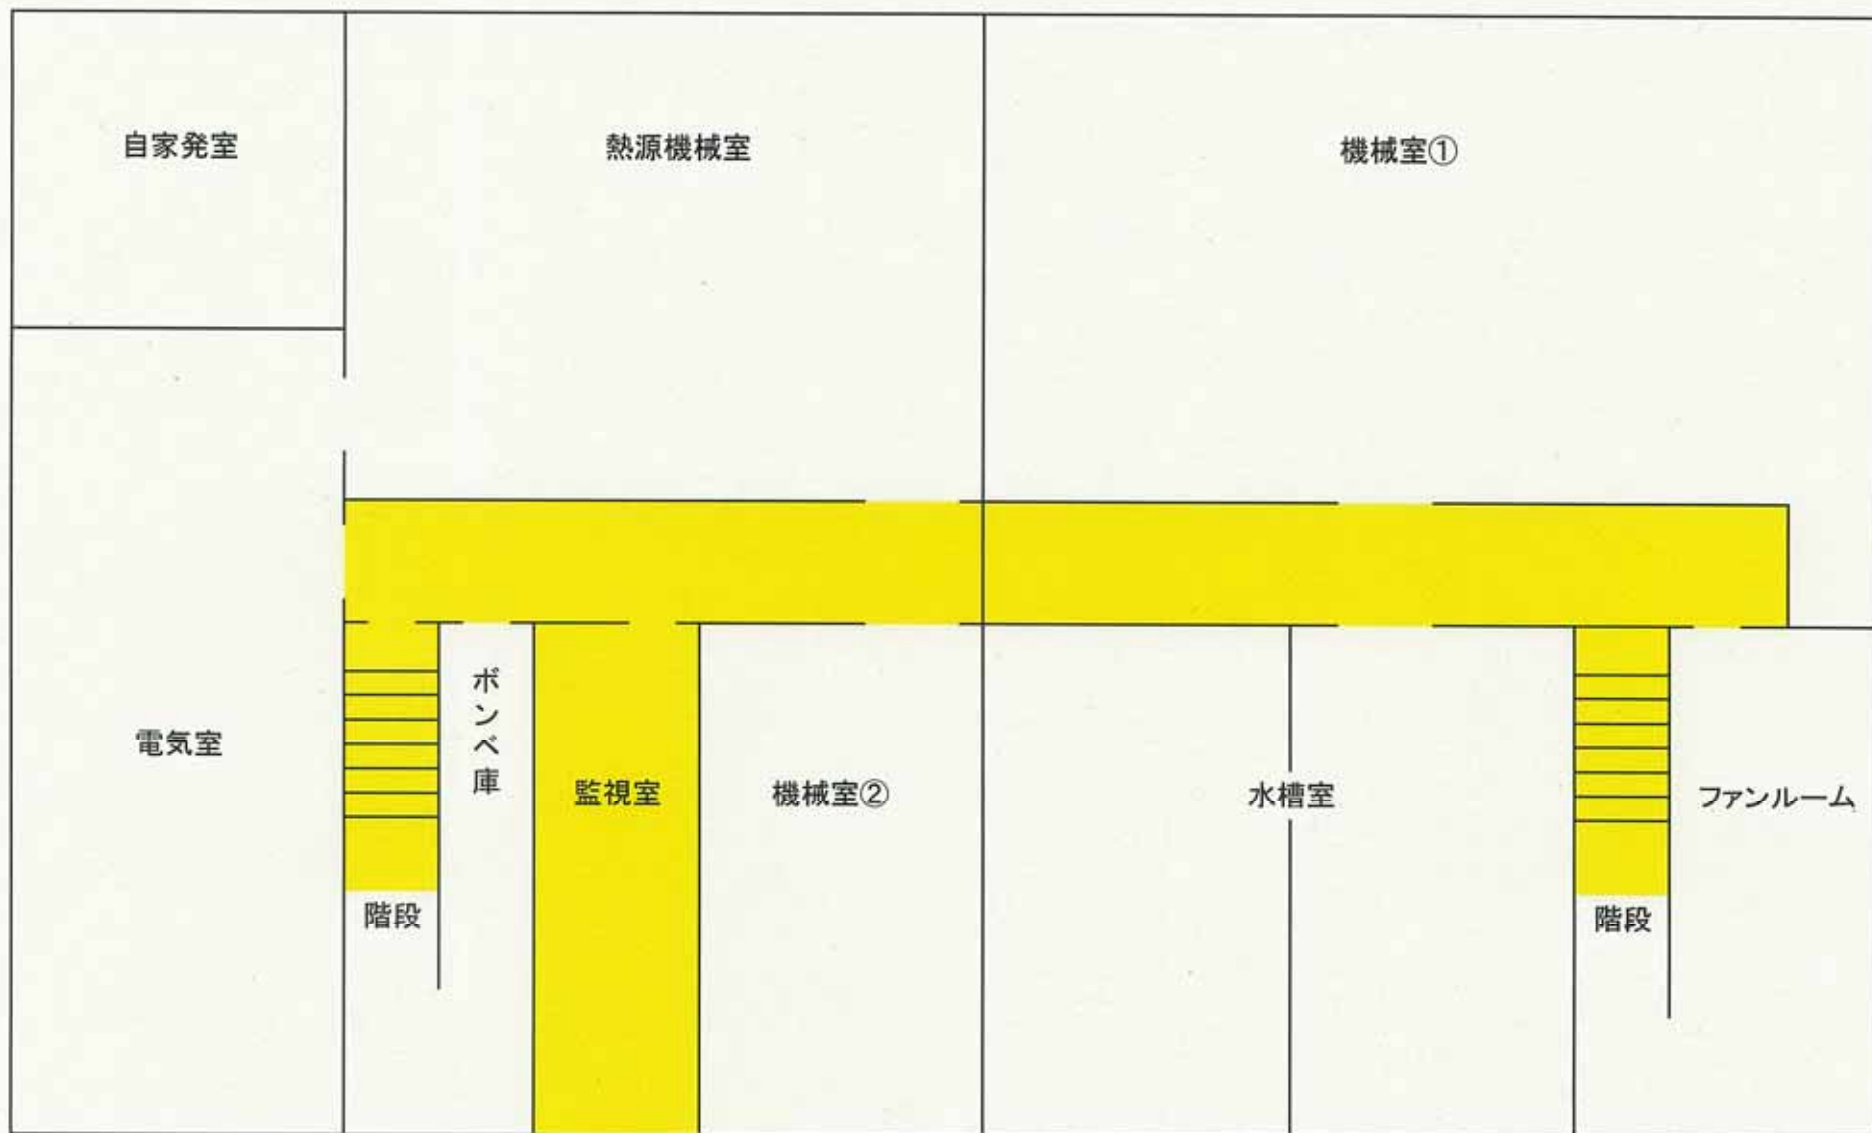 自家発室
熱源機械室
機械室①
電気室
ボンベ庫
監視室
機械室②
水槽室
ファンルーム
階段
階段